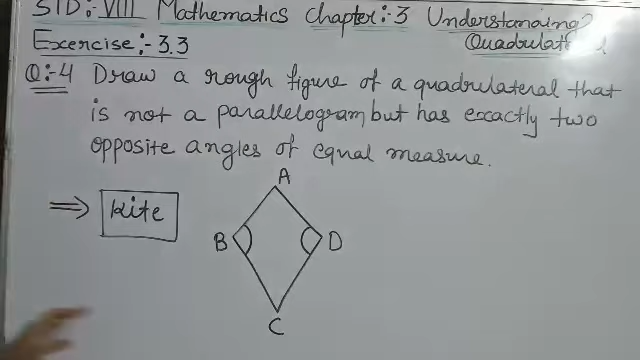 STD:- VIII Mathematics Chapter:-3 Understanding
Exercise:- 3.3
Q:-4 Draw a rough figure of a quadrilateral that
is not a parallelogram, but has exactly two
opposite angles of equal measure.
⇒ Kite
A
B
D
C